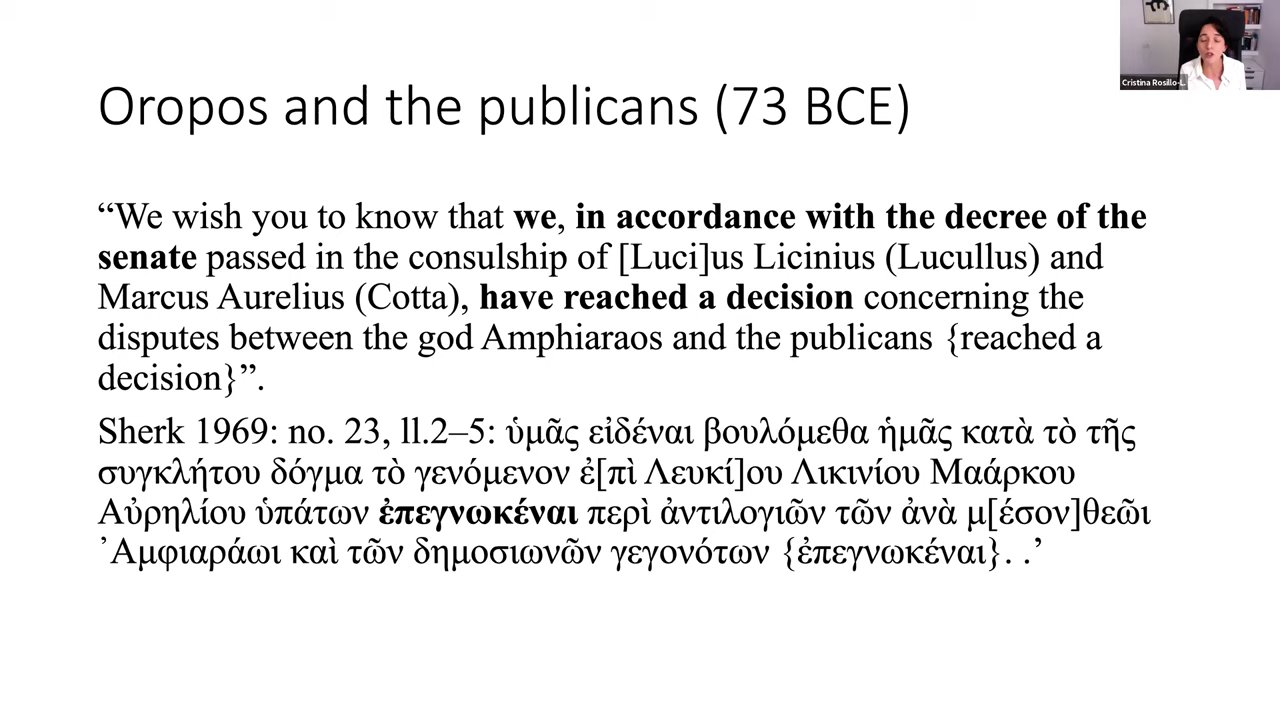 Cristina Rosillo-L.
Oropos and the publicans (73 BCE)
“We wish you to know that we, in accordance with the decree of the
senate passed in the consulship of [Luci]us Licinius (Lucullus) and
Marcus Aurelius (Cotta), have reached a decision concerning the
disputes between the god Amphiaraos and the publicans {reached a
decision}”.
Sherk 1969: no. 23, ll.2–5: ὑμᾶς εἰδέναι βουλόμεθα ἡμᾶς κατὰ τὸ τῆς
συγκλήτου δόγμα τὸ γενόμενον ἐ[πὶ Λευκί]ου Λικινίου Μαάρκου
Αὐρηλίου ὑπάτων ἐπεγνωκέναι περὶ ἀντιλογιῶν τῶν ἀνὰ μ[έσον]θεῶι
᾿Αμφιαράωι καὶ τῶν δημοσιωνῶν γεγονότων {ἐπεγνωκέναι}. .’